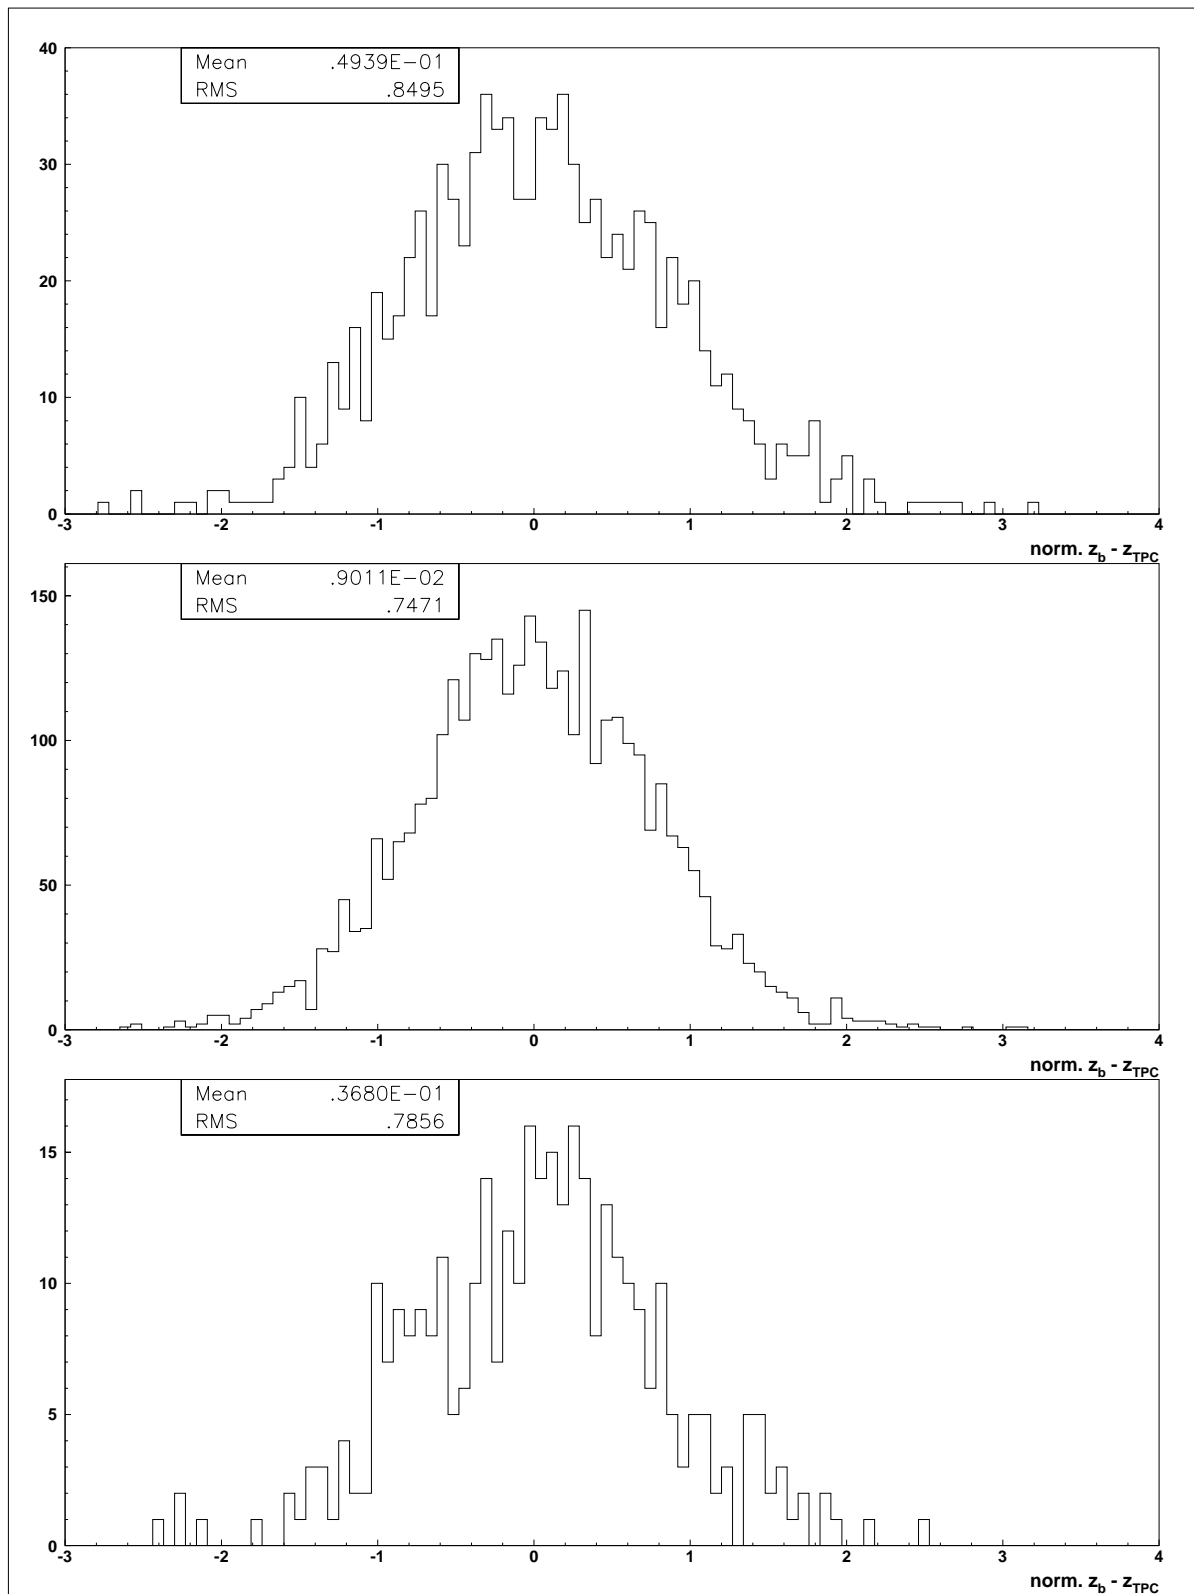 40
30
20
10
0
Mean .4939E-01
RMS .8495
-3 -2 -1 0 1 2 3 4
norm. z_b - z_TPC
150
100
50
0
Mean .9011E-02
RMS .7471
-3 -2 -1 0 1 2 3 4
norm. z_b - z_TPC
15
10
5
0
Mean .3680E-01
RMS .7856
-3 -2 -1 0 1 2 3 4
norm. z_b - z_TPC